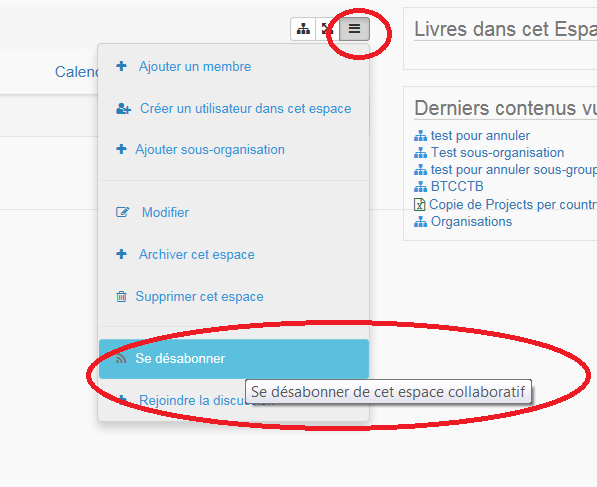 Livres dans cet Espa
Calend
Ajouter un membre
Créer un utilisateur dans cet espace
Ajouter sous-organisation
Modifier
Archiver cet espace
Supprimer cet espace
Se désabonner
Se désabonner de cet espace collaboratif
Rejoindre la discussion
Derniers contenus vu
test pour annuler
Test sous-organisation
test pour annuler sous-group
BTCCTB
Copie de Projects per country
Organisations